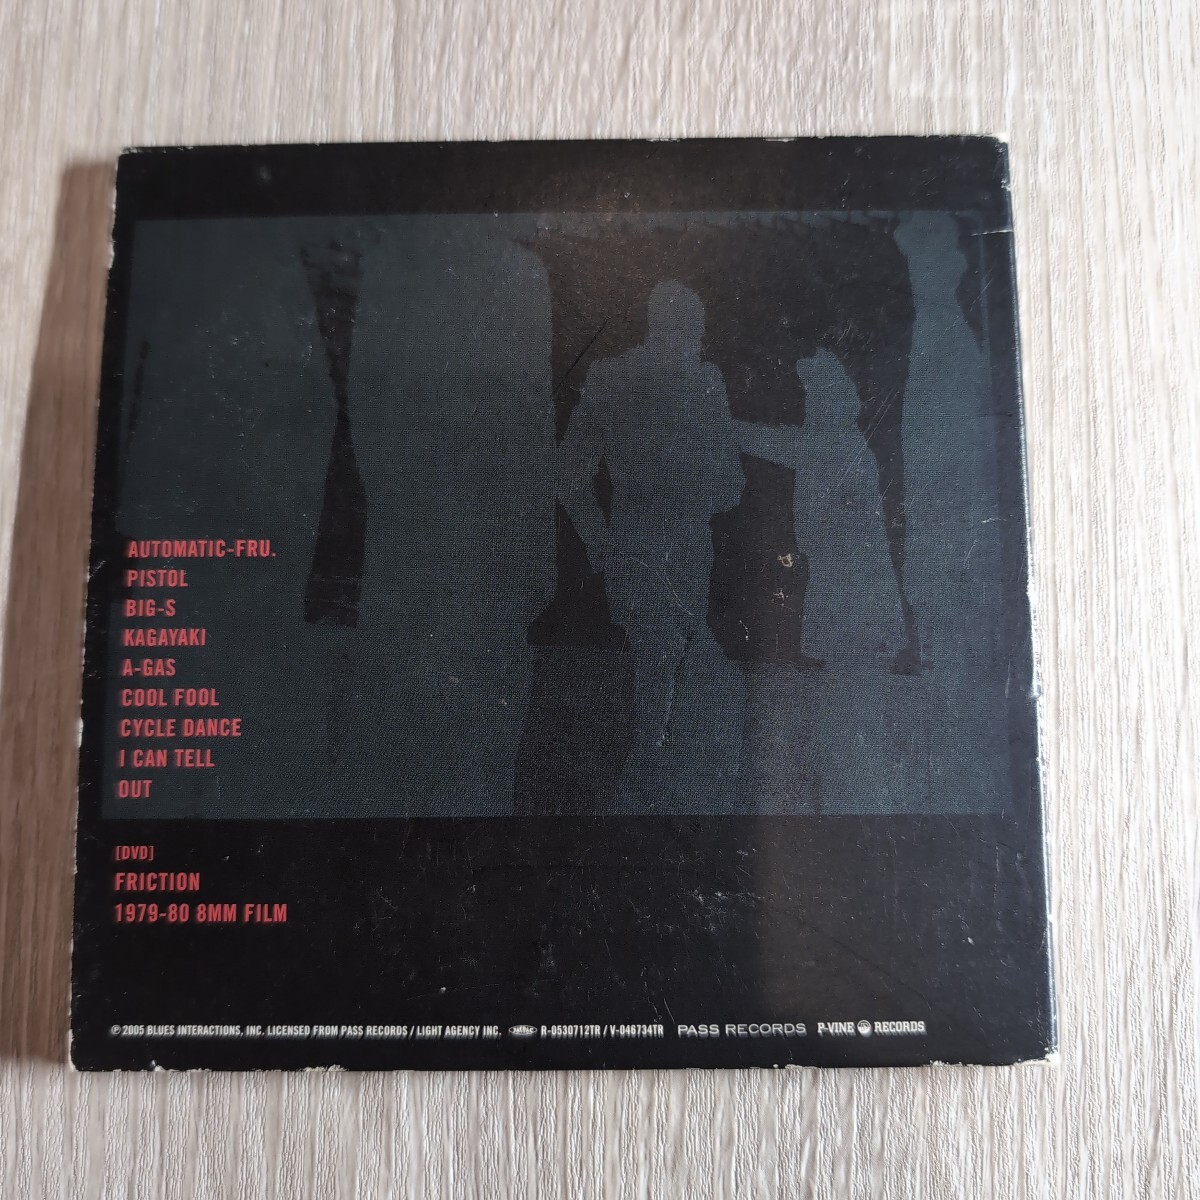 AUTOMATIC-FRU.
PISTOL
BIG-S
KAGAYAKI
A-GAS
COOL FOOL
CYCLE DANCE
I CAN TELL
OUT
[DVD]
FRICTION
1979-80 8MM FILM
℗ 2005 BLUES INTERACTIONS, INC. LICENSED FROM PASS RECORDS / LIGHT AGENCY INC. R-0530712TR / V-046734TR PASS RECORDS P-VINE RECORDS